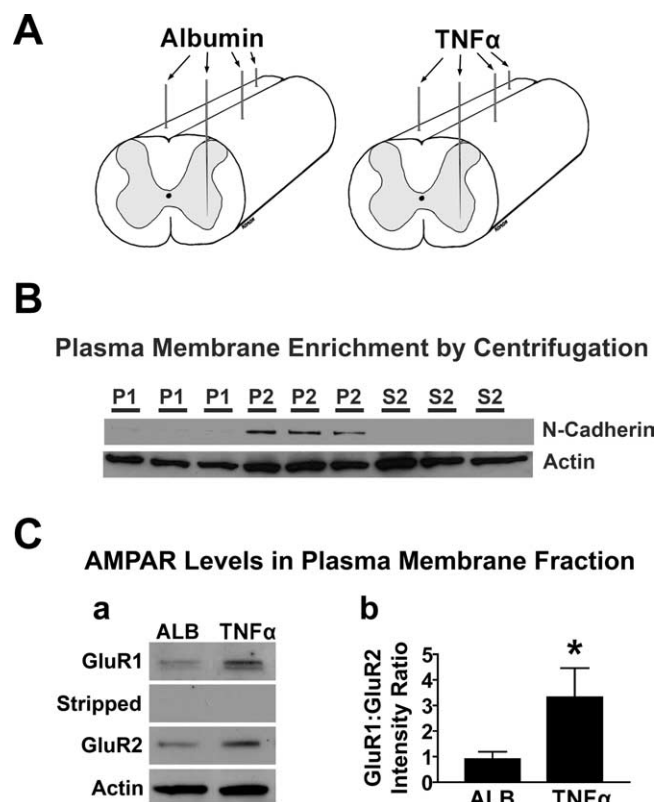 A
Albumin
TNFα
B
Plasma Membrane Enrichment by Centrifugation
P1 P1 P1 P2 P2 P2 S2 S2 S2
N-Cadherin
Actin
C
AMPAR Levels in Plasma Membrane Fraction
a
ALB TNFα
GluR1
Stripped
GluR2
Actin
b
GluR1:GluR2
Intensity Ratio
5
4
3
2
1
0
*
ALB TNFα